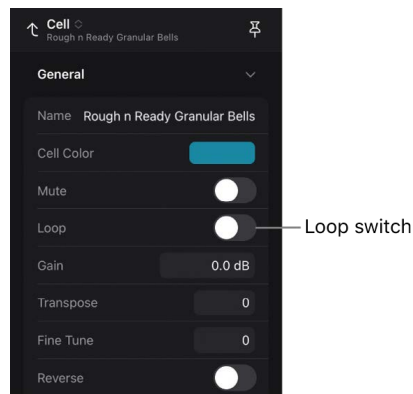 Cell
Rough n Ready Granular Bells
General
Name Rough n Ready Granular Bells
Cell Color
Mute
Loop
Loop switch
Gain 0.0 dB
Transpose 0
Fine Tune 0
Reverse